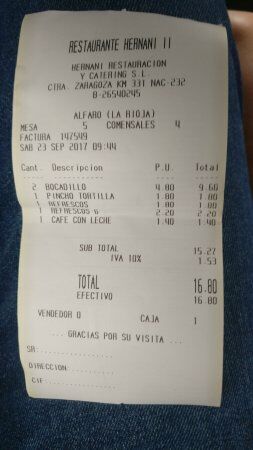 RESTAURANTE HERNANI II
HERNANI RESTAURACION
Y CATERING S.L.
CTRA. ZARAGOZA KM 331 NAC-232
B-26540245
ALFARO (LA RIOJA)
MESA 5 COMENSALES 4
FACTURA 147549
SAB 23 SEP 2017 09:44
Cant. Descripcion P.U. Total
2 BOCADILLO 4.80 9.60
1 PINCHO TORTILLA 1.80 1.80
1 REFRESCOS 1.80 1.80
1 REFRESCOS G 2.20 2.20
1 CAFE CON LECHE 1.40 1.40
SUB TOTAL 15.27
IVA 10% 1.53
TOTAL 16.80
EFECTIVO 16.80
VENDEDOR 0 CAJA 1
... GRACIAS POR SU VISITA ...
SR:
DIRECCION:
CIF: